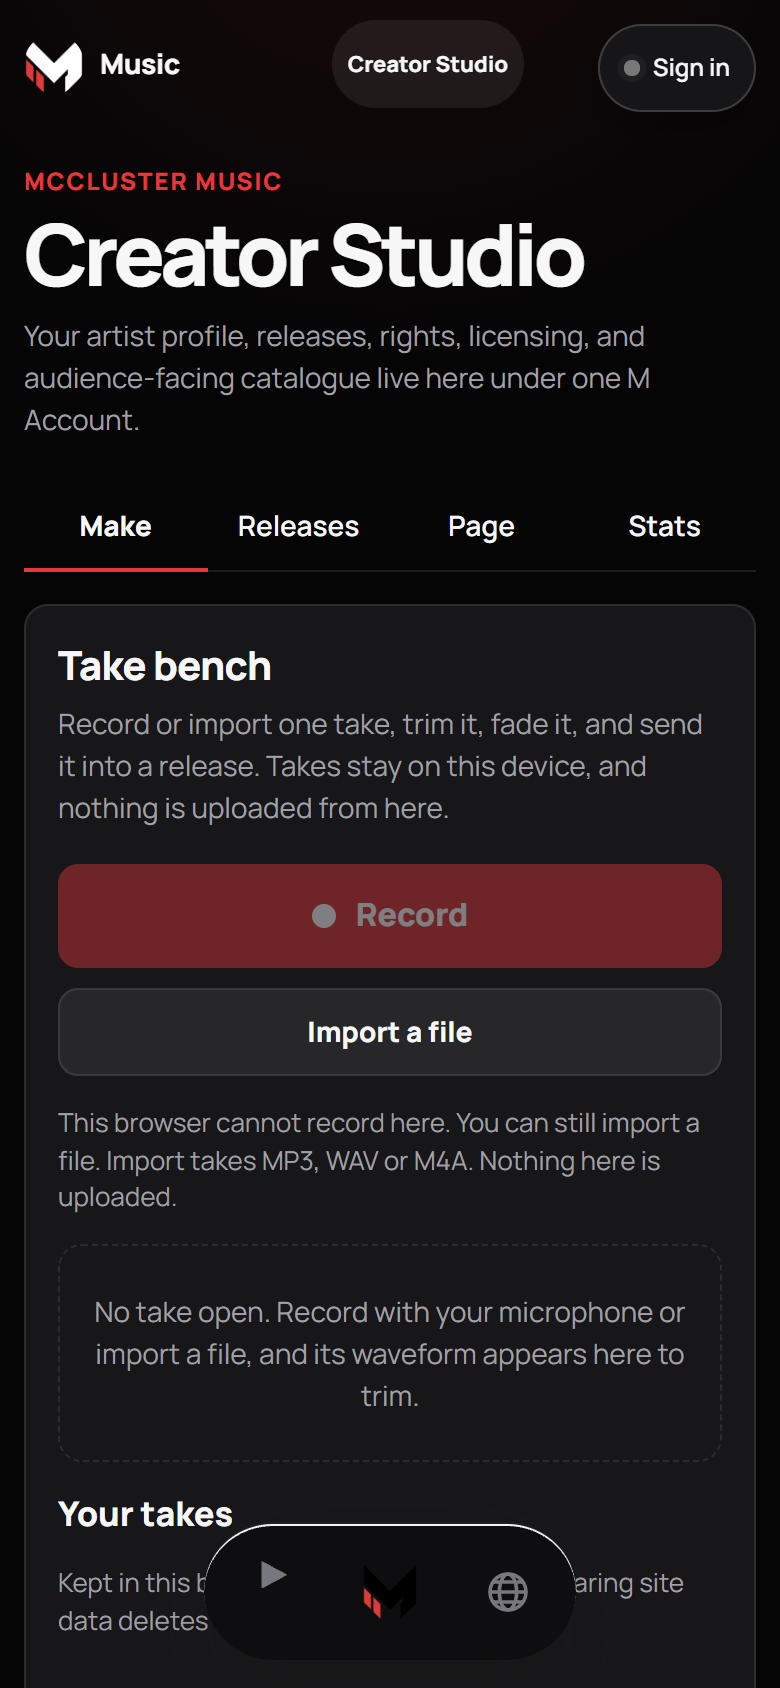 Music
Creator Studio
Sign in
MCCLUSTER MUSIC
Creator Studio
Your artist profile, releases, rights, licensing, and
audience-facing catalogue live here under one M
Account.
Make
Releases
Page
Stats
Take bench
Record or import one take, trim it, fade it, and send
it into a release. Takes stay on this device, and
nothing is uploaded from here.
Record
Import a file
This browser cannot record here. You can still import a
file. Import takes MP3, WAV or M4A. Nothing here is
uploaded.
No take open. Record with your microphone or
import a file, and its waveform appears here to
trim.
Your takes
Kept in this site
data deletes